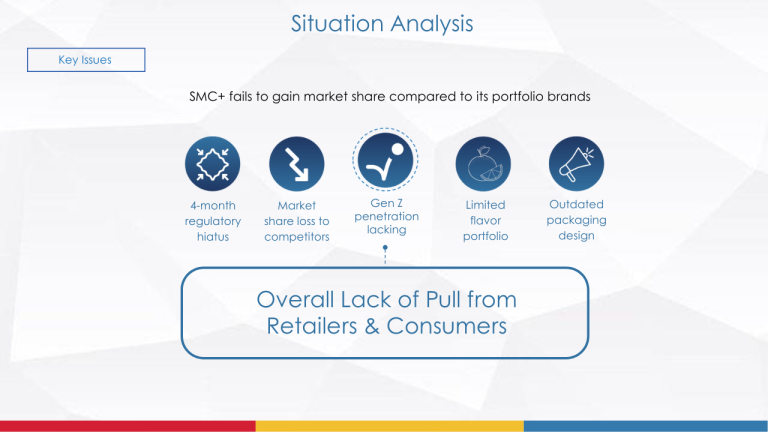 Situation Analysis
Key Issues
SMC+ fails to gain market share compared to its portfolio brands
4-month
regulatory
hiatus
Market
share loss to
competitors
Gen Z
penetration
lacking
Limited
flavor
portfolio
Outdated
packaging
design
Overall Lack of Pull from
Retailers & Consumers